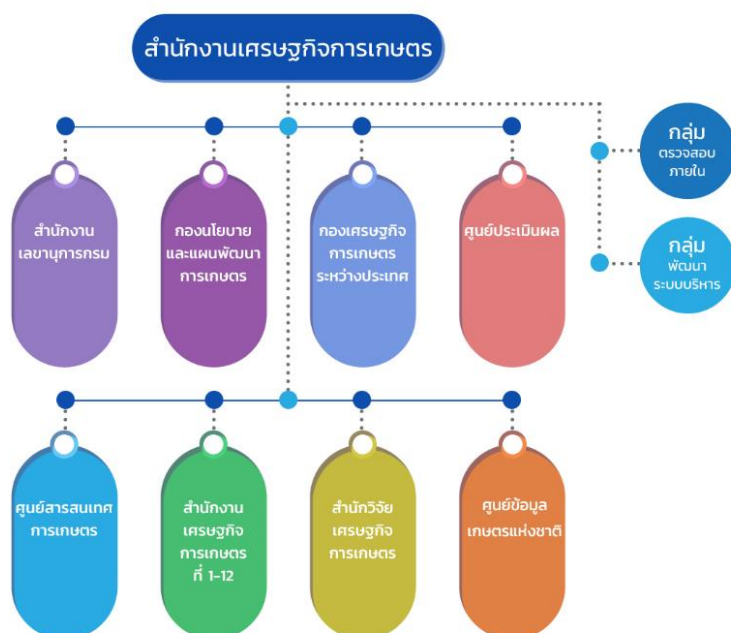 สำนักงานเศรษฐกิจการเกษตร
กลุ่ม
ตรวจสอบ
ภายใน
กลุ่ม
พัฒนา
ระบบบริหาร
สำนักงาน
เลขานุการกรม
กองนโยบาย
และแผนพัฒนา
การเกษตร
กองเศรษฐกิจ
การเกษตร
ระหว่างประเทศ
ศูนย์ประเมินผล
ศูนย์สารสนเทศ
การเกษตร
สำนักงาน
เศรษฐกิจ
การเกษตร
ที่ 1-12
สำนักวิจัย
เศรษฐกิจ
การเกษตร
ศูนย์ข้อมูล
เกษตรแห่งชาติ